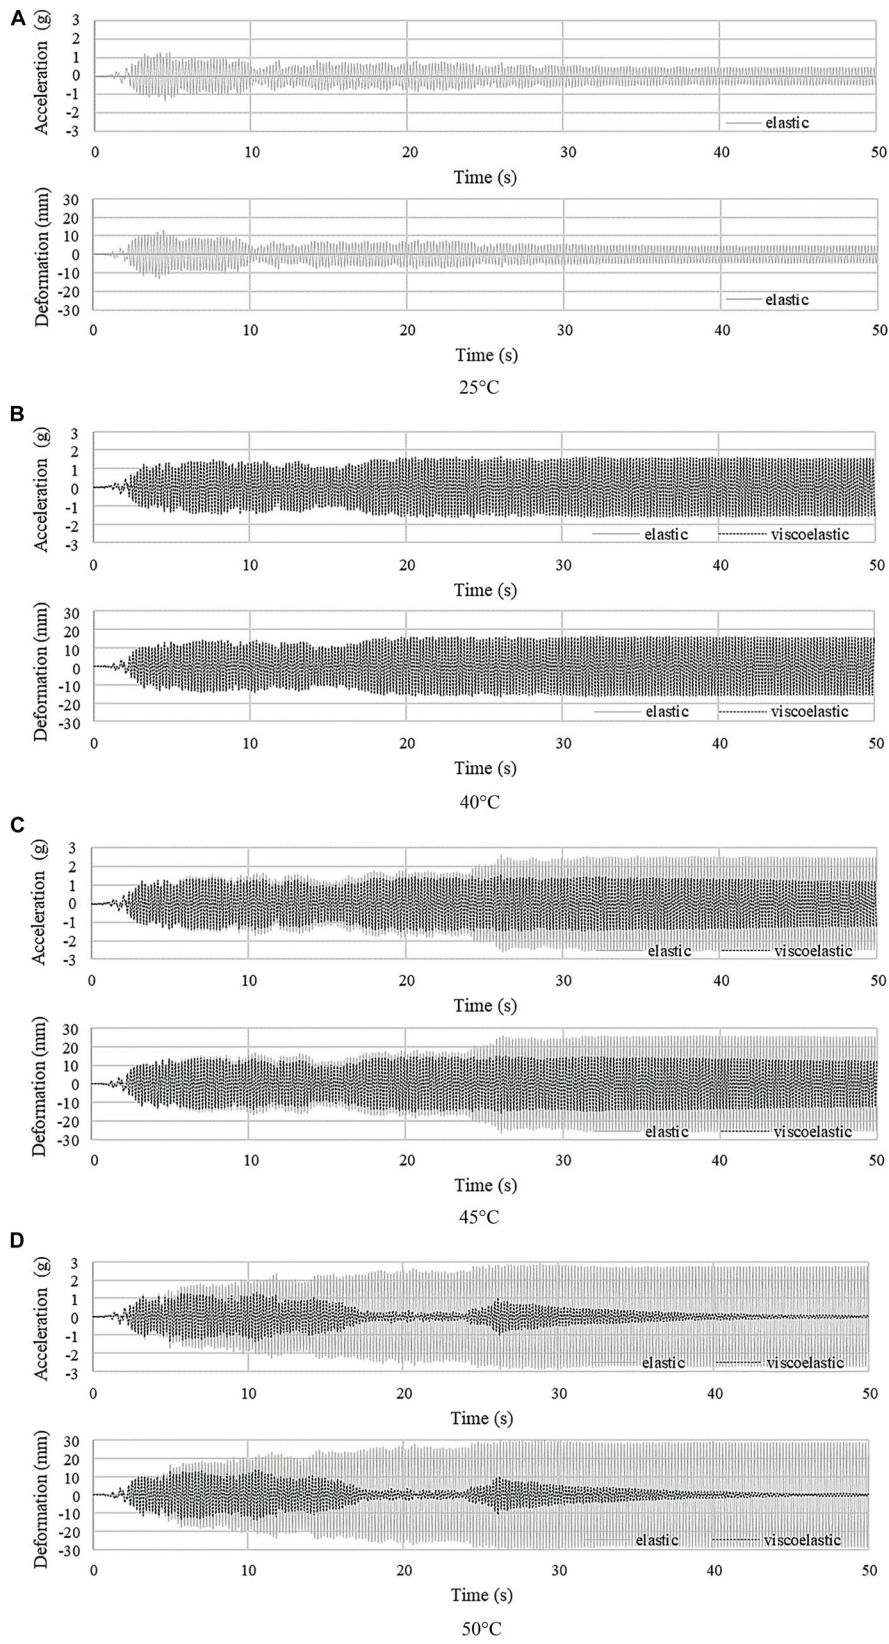 A
Acceleration (g)
3
2
1
0
-1
-2
-3
elastic
0 10 20 30 40 50
Time (s)
Deformation (mm)
30
20
10
0
-10
-20
-30
elastic
0 10 20 30 40 50
Time (s)
25°C
B
Acceleration (g)
3
2
1
0
-1
-2
-3
elastic viscoelastic
0 10 20 30 40 50
Time (s)
Deformation (mm)
30
20
10
0
-10
-20
-30
elastic viscoelastic
0 10 20 30 40 50
Time (s)
40°C
C
Acceleration (g)
3
2
1
0
-1
-2
-3
elastic viscoelastic
0 10 20 30 40 50
Time (s)
Deformation (mm)
30
20
10
0
-10
-20
-30
elastic viscoelastic
0 10 20 30 40 50
Time (s)
45°C
D
Acceleration (g)
3
2
1
0
-1
-2
-3
elastic viscoelastic
0 10 20 30 40 50
Time (s)
Deformation (mm)
30
20
10
0
-10
-20
-30
elastic viscoelastic
0 10 20 30 40 50
Time (s)
50°C